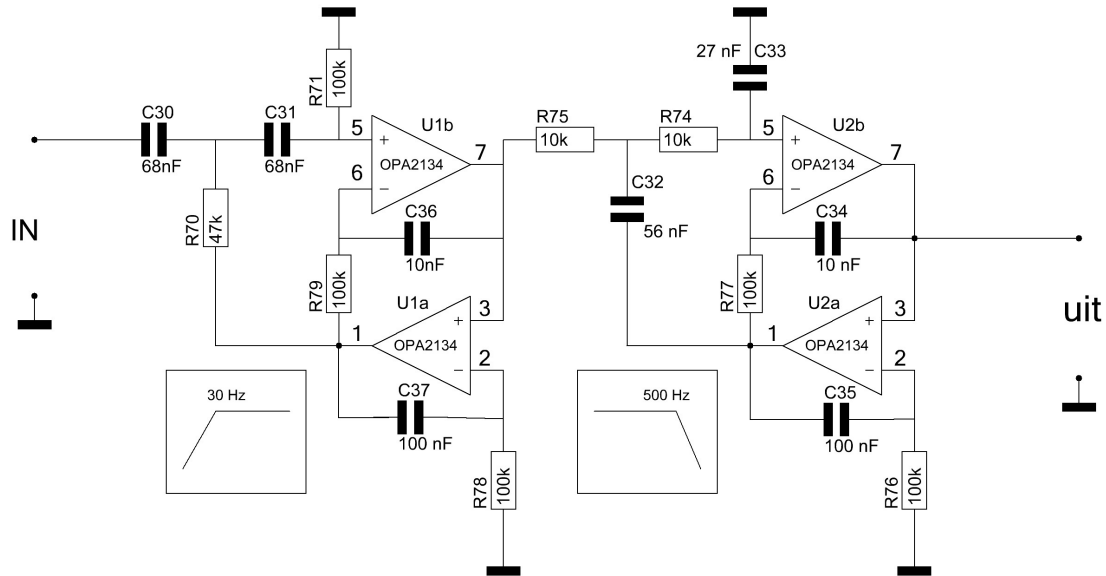 R71
100k
27 nF
C33
C30
68nF
C31
68nF
5
6
+
−
U1b
OPA2134
7
R75
10k
R74
10k
5
6
+
−
U2b
OPA2134
7
IN
R70
47k
C36
10nF
C32
56 nF
C34
10 nF
R79
100k
U1a
OPA2134
1
+
−
3
2
R77
100k
U2a
OPA2134
1
+
−
3
2
uit
30 Hz
C37
100 nF
500 Hz
C35
100 nF
R78
100k
R76
100k